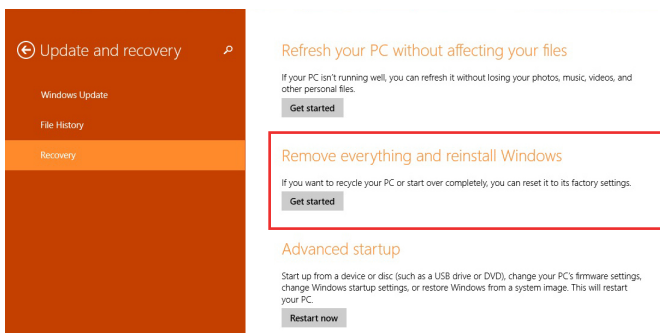 Update and recovery
Windows Update
File History
Recovery
Refresh your PC without affecting your files
If your PC isn't running well, you can refresh it without losing your photos, music, videos, and
other personal files.
Get started
Remove everything and reinstall Windows
If you want to recycle your PC or start over completely, you can reset it to its factory settings.
Get started
Advanced startup
Start up from a device or disc (such as a USB drive or DVD), change your PC's firmware settings,
change Windows startup settings, or restore Windows from a system image. This will restart
your PC.
Restart now